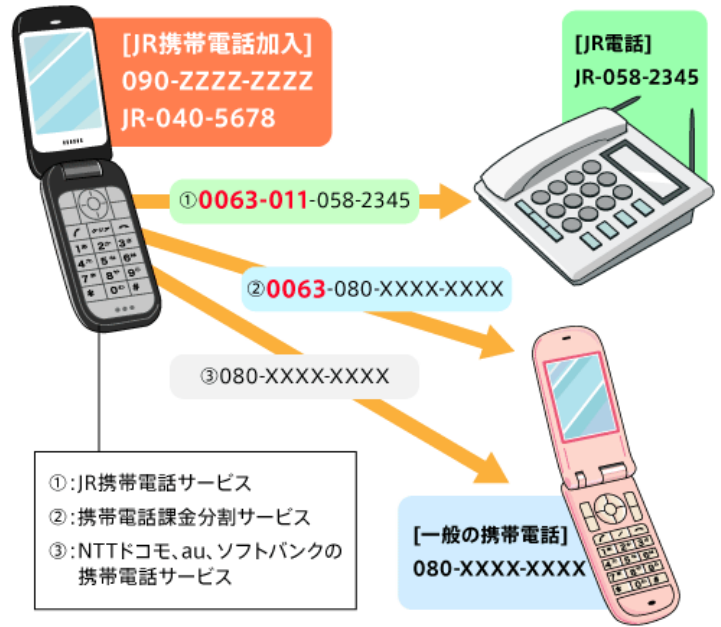 [JR携帯電話加入]
090-ZZZZ-ZZZZ
JR-040-5678
[JR電話]
JR-058-2345
①0063-011-058-2345
②0063-080-XXXX-XXXX
③080-XXXX-XXXX
①:JR携帯電話サービス
②:携帯電話課金分割サービス
③:NTTドコモ、au、ソフトバンクの
携帯電話サービス
[一般の携帯電話]
080-XXXX-XXXX